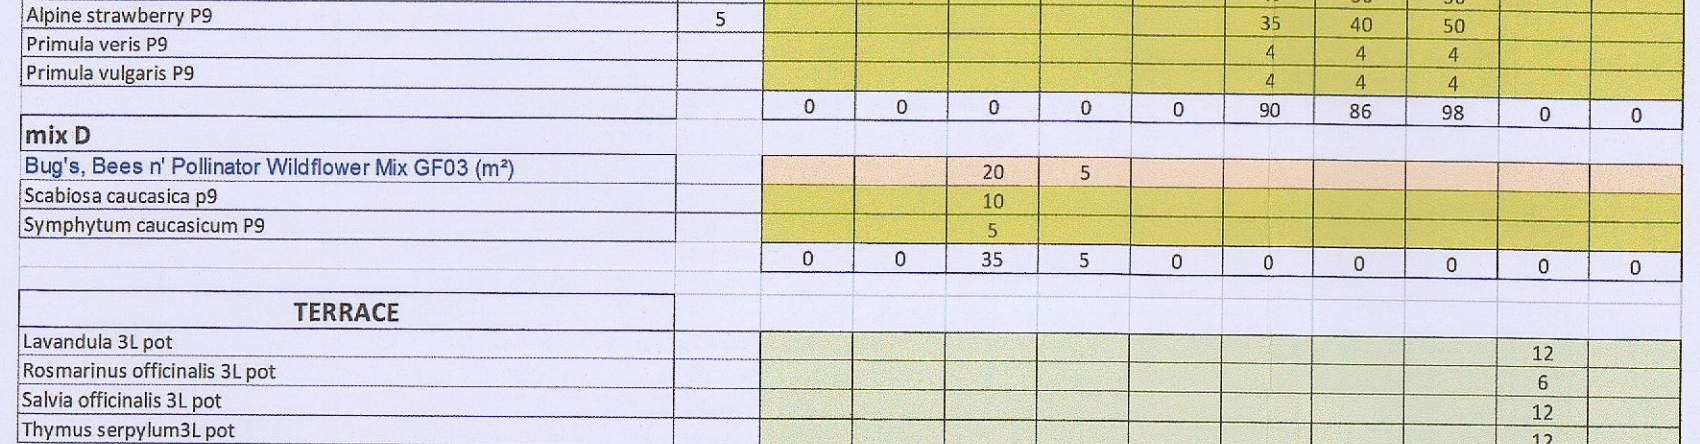 Alpine strawberry P9 5 35 40 50
Primula veris P9 4 4 4
Primula vulgaris P9 4 4 4
0 0 0 0 0 90 86 98 0 0
mix D
Bug's, Bees n' Pollinator Wildflower Mix GF03 (m²) 20 5
Scabiosa caucasica p9 10
Symphytum caucasicum P9 5
0 0 35 5 0 0 0 0 0 0
TERRACE
Lavandula 3L pot 12
Rosmarinus officinalis 3L pot 6
Salvia officinalis 3L pot 12
Thymus serpylum3L pot 12